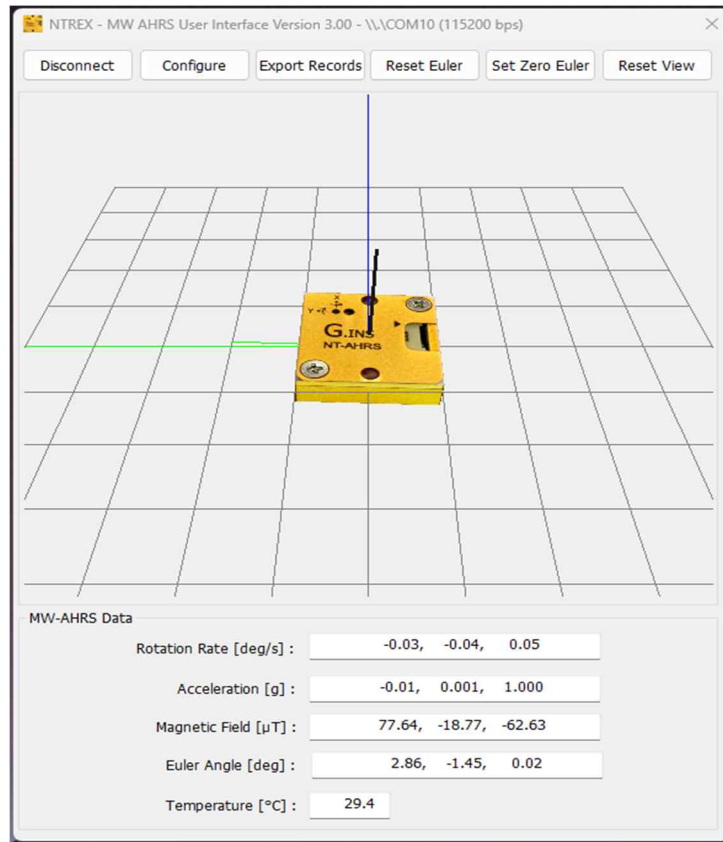 NTREX - MW AHRS User Interface Version 3.00 - \\.\COM10 (115200 bps)
Disconnect Configure Export Records Reset Euler Set Zero Euler Reset View
G.INS
NT-AHRS
MW-AHRS Data
Rotation Rate [deg/s] : -0.03, -0.04, 0.05
Acceleration [g] : -0.01, 0.001, 1.000
Magnetic Field [µT] : 77.64, -18.77, -62.63
Euler Angle [deg] : 2.86, -1.45, 0.02
Temperature [°C] : 29.4